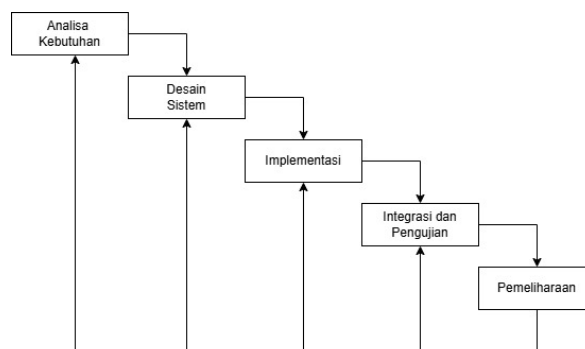 Analisa
Kebutuhan
Desain
Sistem
Implementasi
Integrasi dan
Pengujian
Pemeliharaan